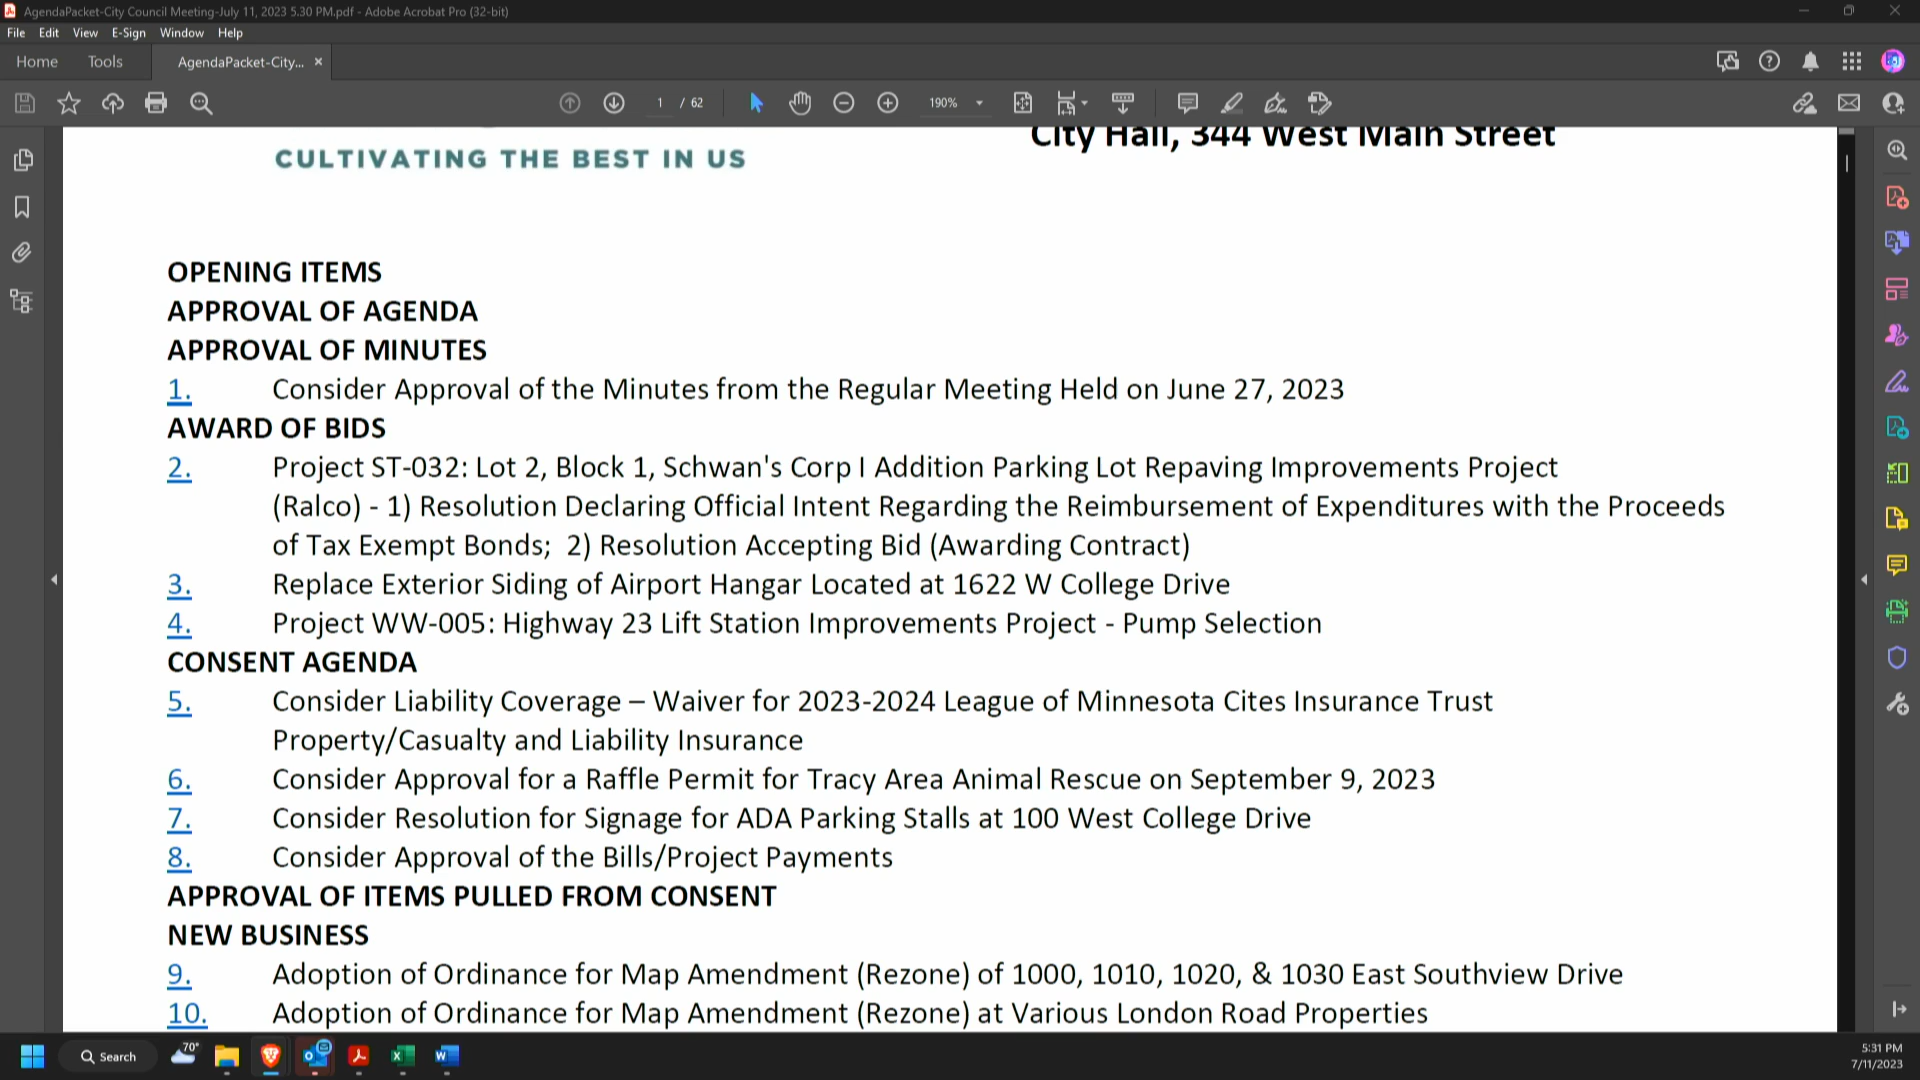 AgendaPacket-City Council Meeting-July 11, 2023 5.30 PM.pdf - Adobe Acrobat Pro (32-bit)
File Edit View E-Sign Window Help
Home Tools AgendaPacket-City... ×
1 / 62 190%
City Hall, 344 West Main Street
CULTIVATING THE BEST IN US
OPENING ITEMS
APPROVAL OF AGENDA
APPROVAL OF MINUTES
1. Consider Approval of the Minutes from the Regular Meeting Held on June 27, 2023
AWARD OF BIDS
2. Project ST-032: Lot 2, Block 1, Schwan's Corp I Addition Parking Lot Repaving Improvements Project
(Ralco) - 1) Resolution Declaring Official Intent Regarding the Reimbursement of Expenditures with the Proceeds
of Tax Exempt Bonds; 2) Resolution Accepting Bid (Awarding Contract)
3. Replace Exterior Siding of Airport Hangar Located at 1622 W College Drive
4. Project WW-005: Highway 23 Lift Station Improvements Project - Pump Selection
CONSENT AGENDA
5. Consider Liability Coverage – Waiver for 2023-2024 League of Minnesota Cites Insurance Trust
Property/Casualty and Liability Insurance
6. Consider Approval for a Raffle Permit for Tracy Area Animal Rescue on September 9, 2023
7. Consider Resolution for Signage for ADA Parking Stalls at 100 West College Drive
8. Consider Approval of the Bills/Project Payments
APPROVAL OF ITEMS PULLED FROM CONSENT
NEW BUSINESS
9. Adoption of Ordinance for Map Amendment (Rezone) of 1000, 1010, 1020, & 1030 East Southview Drive
10. Adoption of Ordinance for Map Amendment (Rezone) at Various London Road Properties
Search 70° 5:31 PM
7/11/2023